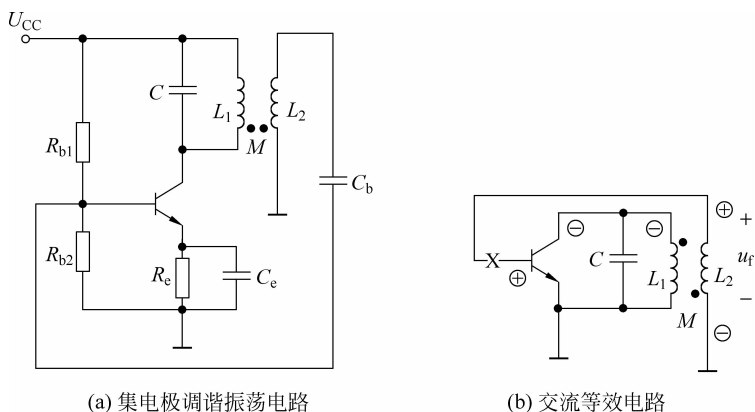 U_CC
C
L_1
L_2
M
R_b1
C_b
R_b2
R_e
C_e
(a) 集电极调谐振荡电路
X
⊕
⊖
C
⊖
L_1
M
L_2
⊕
+
u_f
−
⊖
(b) 交流等效电路